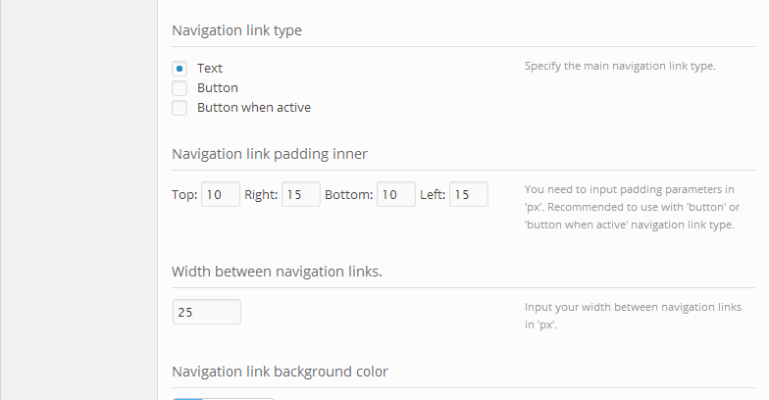 Navigation link type
Text
Specify the main navigation link type.
Button
Button when active
Navigation link padding inner
Top: 10 Right: 15 Bottom: 10 Left: 15
You need to input padding parameters in
'px'. Recommended to use with 'button' or
'button when active' navigation link type.
Width between navigation links.
25
Input your width between navigation links
in 'px'.
Navigation link background color